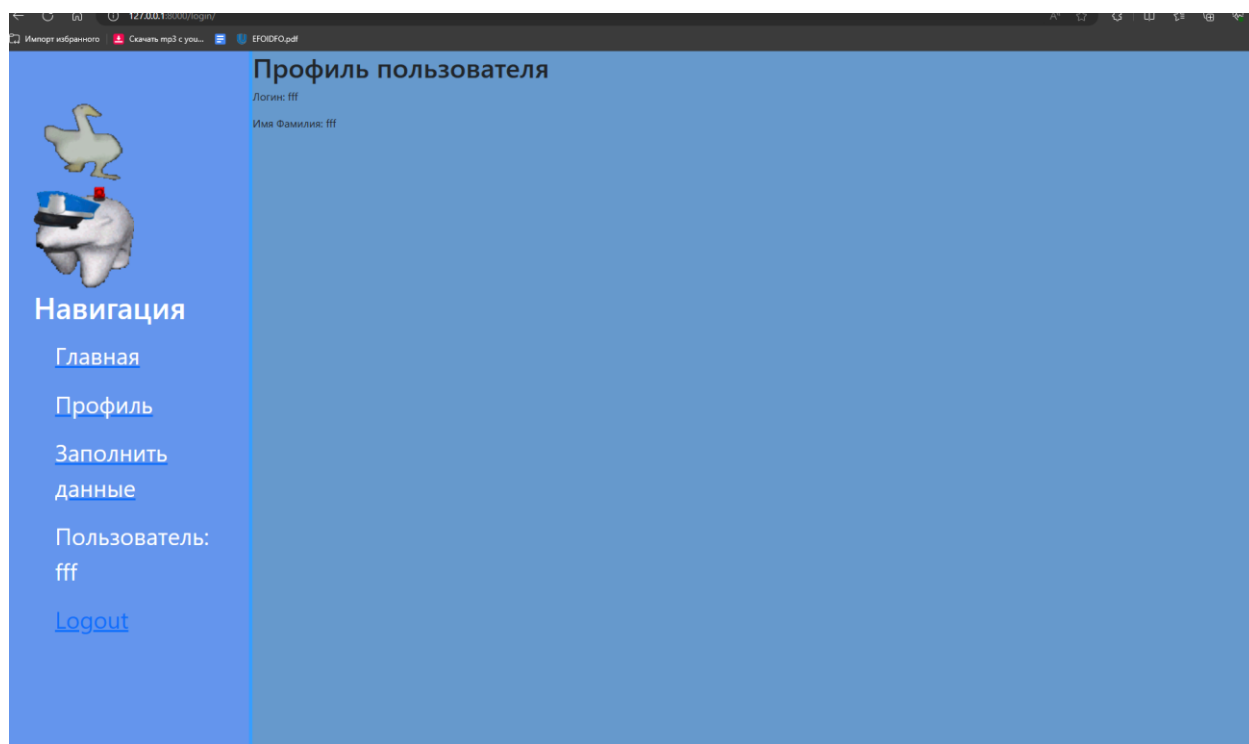 127.0.0.1:8000/login/
Импорт избранного
Скачать mp3 с you...
EFOIDFO.pdf
Профиль пользователя
Логин: fff
Имя Фамилия: fff
Навигация
Главная
Профиль
Заполнить
данные
Пользователь:
fff
Logout